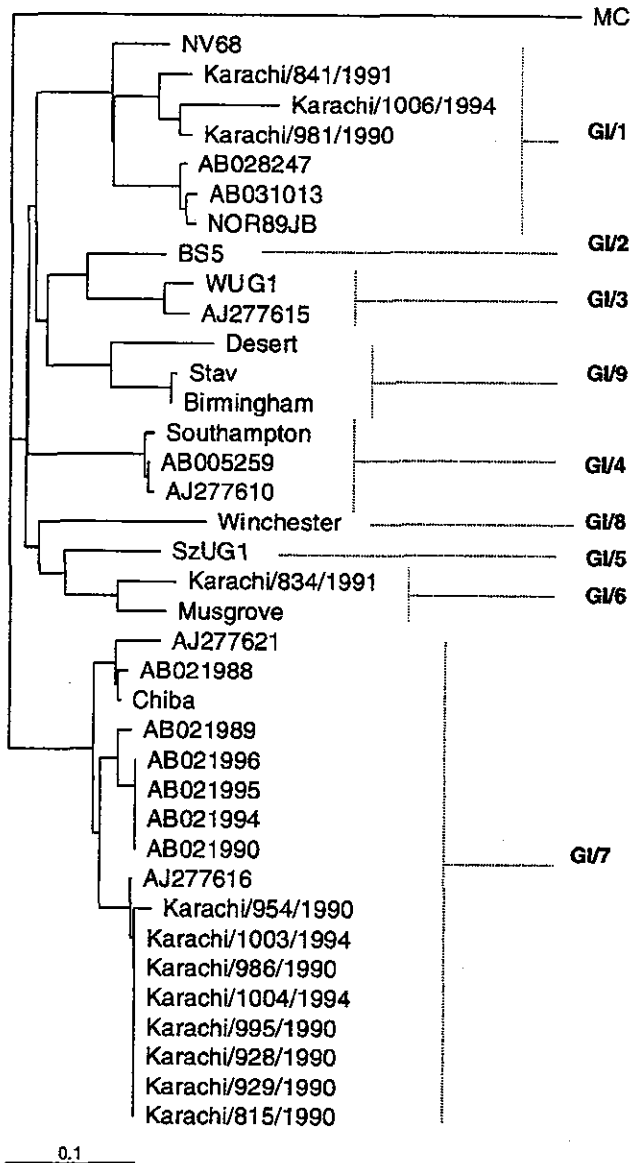 MC
NV68
Karachi/841/1991
Karachi/1006/1994
Karachi/981/1990
GI/1
AB028247
AB031013
NOR89JB
BS5
GI/2
WUG1
AJ277615
GI/3
Desert
Stav
Birmingham
GI/9
Southampton
AB005259
AJ277610
GI/4
Winchester
GI/8
SzUG1
GI/5
Karachi/834/1991
Musgrove
GI/6
AJ277621
AB021988
Chiba
AB021989
AB021996
AB021995
AB021994
AB021990
GI/7
AJ277616
Karachi/954/1990
Karachi/1003/1994
Karachi/986/1990
Karachi/1004/1994
Karachi/995/1990
Karachi/928/1990
Karachi/929/1990
Karachi/815/1990
0.1